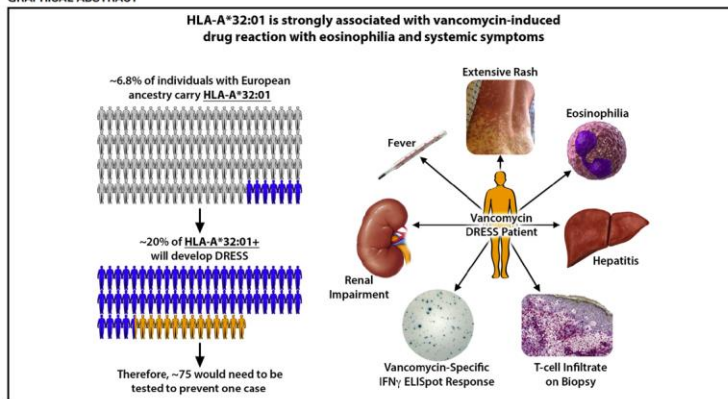 GRAPHICAL ABSTRACT
HLA-A*32:01 is strongly associated with vancomycin-induced
drug reaction with eosinophilia and systemic symptoms
~6.8% of individuals with European
ancestry carry HLA-A*32:01
~20% of HLA-A*32:01+
will develop DRESS
Therefore, ~75 would need to be
tested to prevent one case
Extensive Rash
Fever
Eosinophilia
Vancomycin
DRESS Patient
Renal
Impairment
Hepatitis
Vancomycin-Specific
IFNγ ELISpot Response
T-cell Infiltrate
on Biopsy